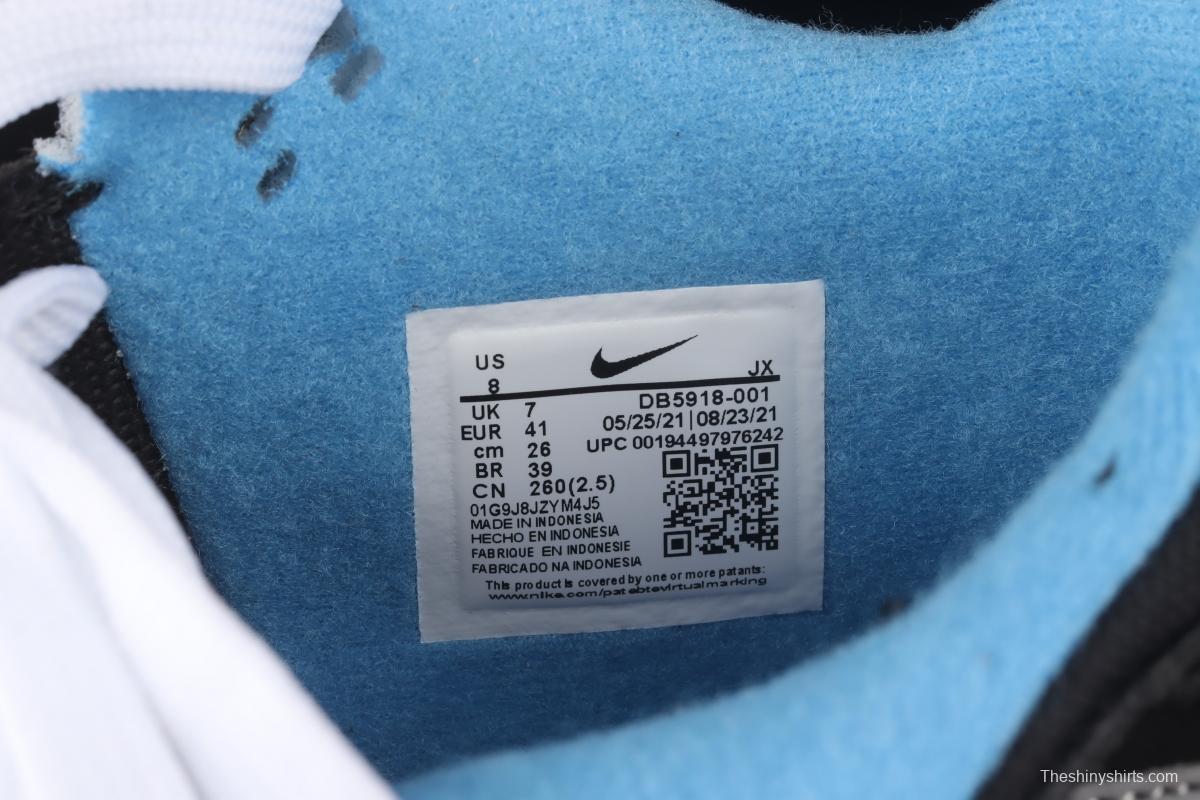 US
8
JX
UK 7
DB5918-001
EUR 41
05/25/21|08/23/21
cm 26
UPC 00194497976242
BR 39
CN 260(2.5)
01G9J8JZYM4J5
MADE IN INDONESIA
HECHO EN INDONESIA
FABRIQUE EN INDONESIE
FABRICADO NA INDONESIA
This product is covered by one or more patants:
www.nike.com/patebtevirtualmarking
Theshinyshirts.com